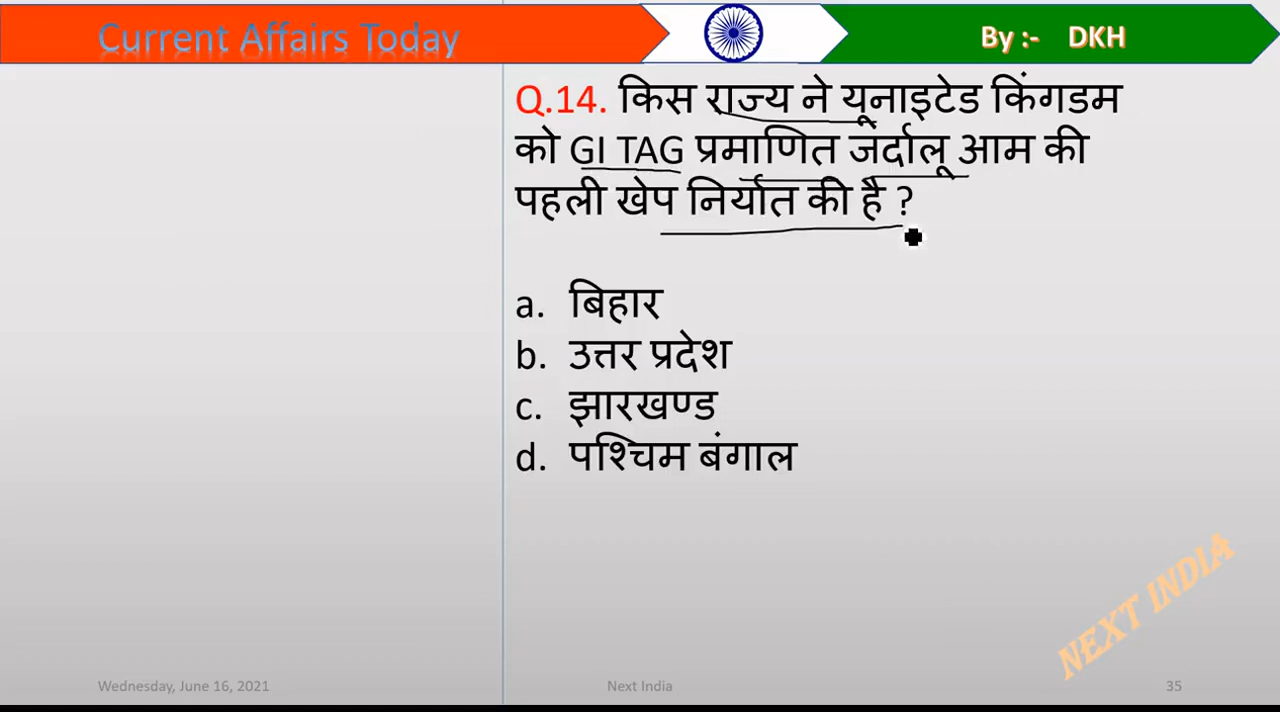 Current Affairs Today
By :- DKH
Q.14. किस राज्य ने यूनाइटेड किंगडम
को GI TAG प्रमाणित जर्दालू आम की
पहली खेप निर्यात की है ?
a. बिहार
b. उत्तर प्रदेश
c. झारखण्ड
d. पश्चिम बंगाल
NEXT INDIA
Wednesday, June 16, 2021
Next India
35